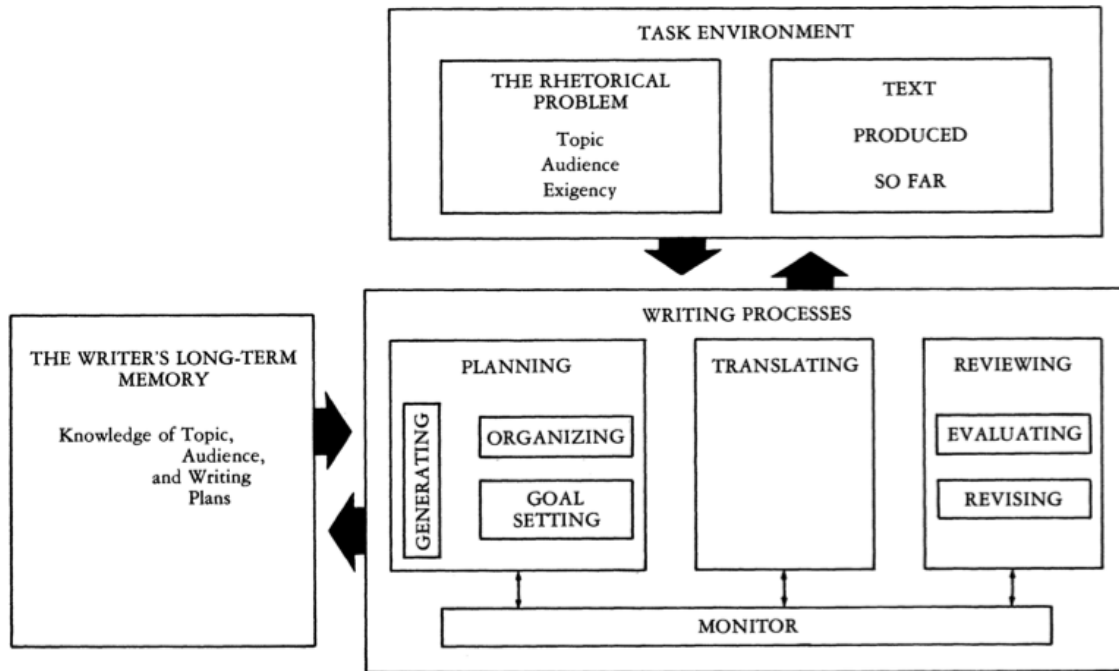 TASK ENVIRONMENT
THE RHETORICAL
PROBLEM
Topic
Audience
Exigency
TEXT
PRODUCED
SO FAR
THE WRITER'S LONG-TERM
MEMORY
Knowledge of Topic,
Audience,
and Writing
Plans
WRITING PROCESSES
PLANNING
GENERATING
ORGANIZING
GOAL
SETTING
TRANSLATING
REVIEWING
EVALUATING
REVISING
MONITOR